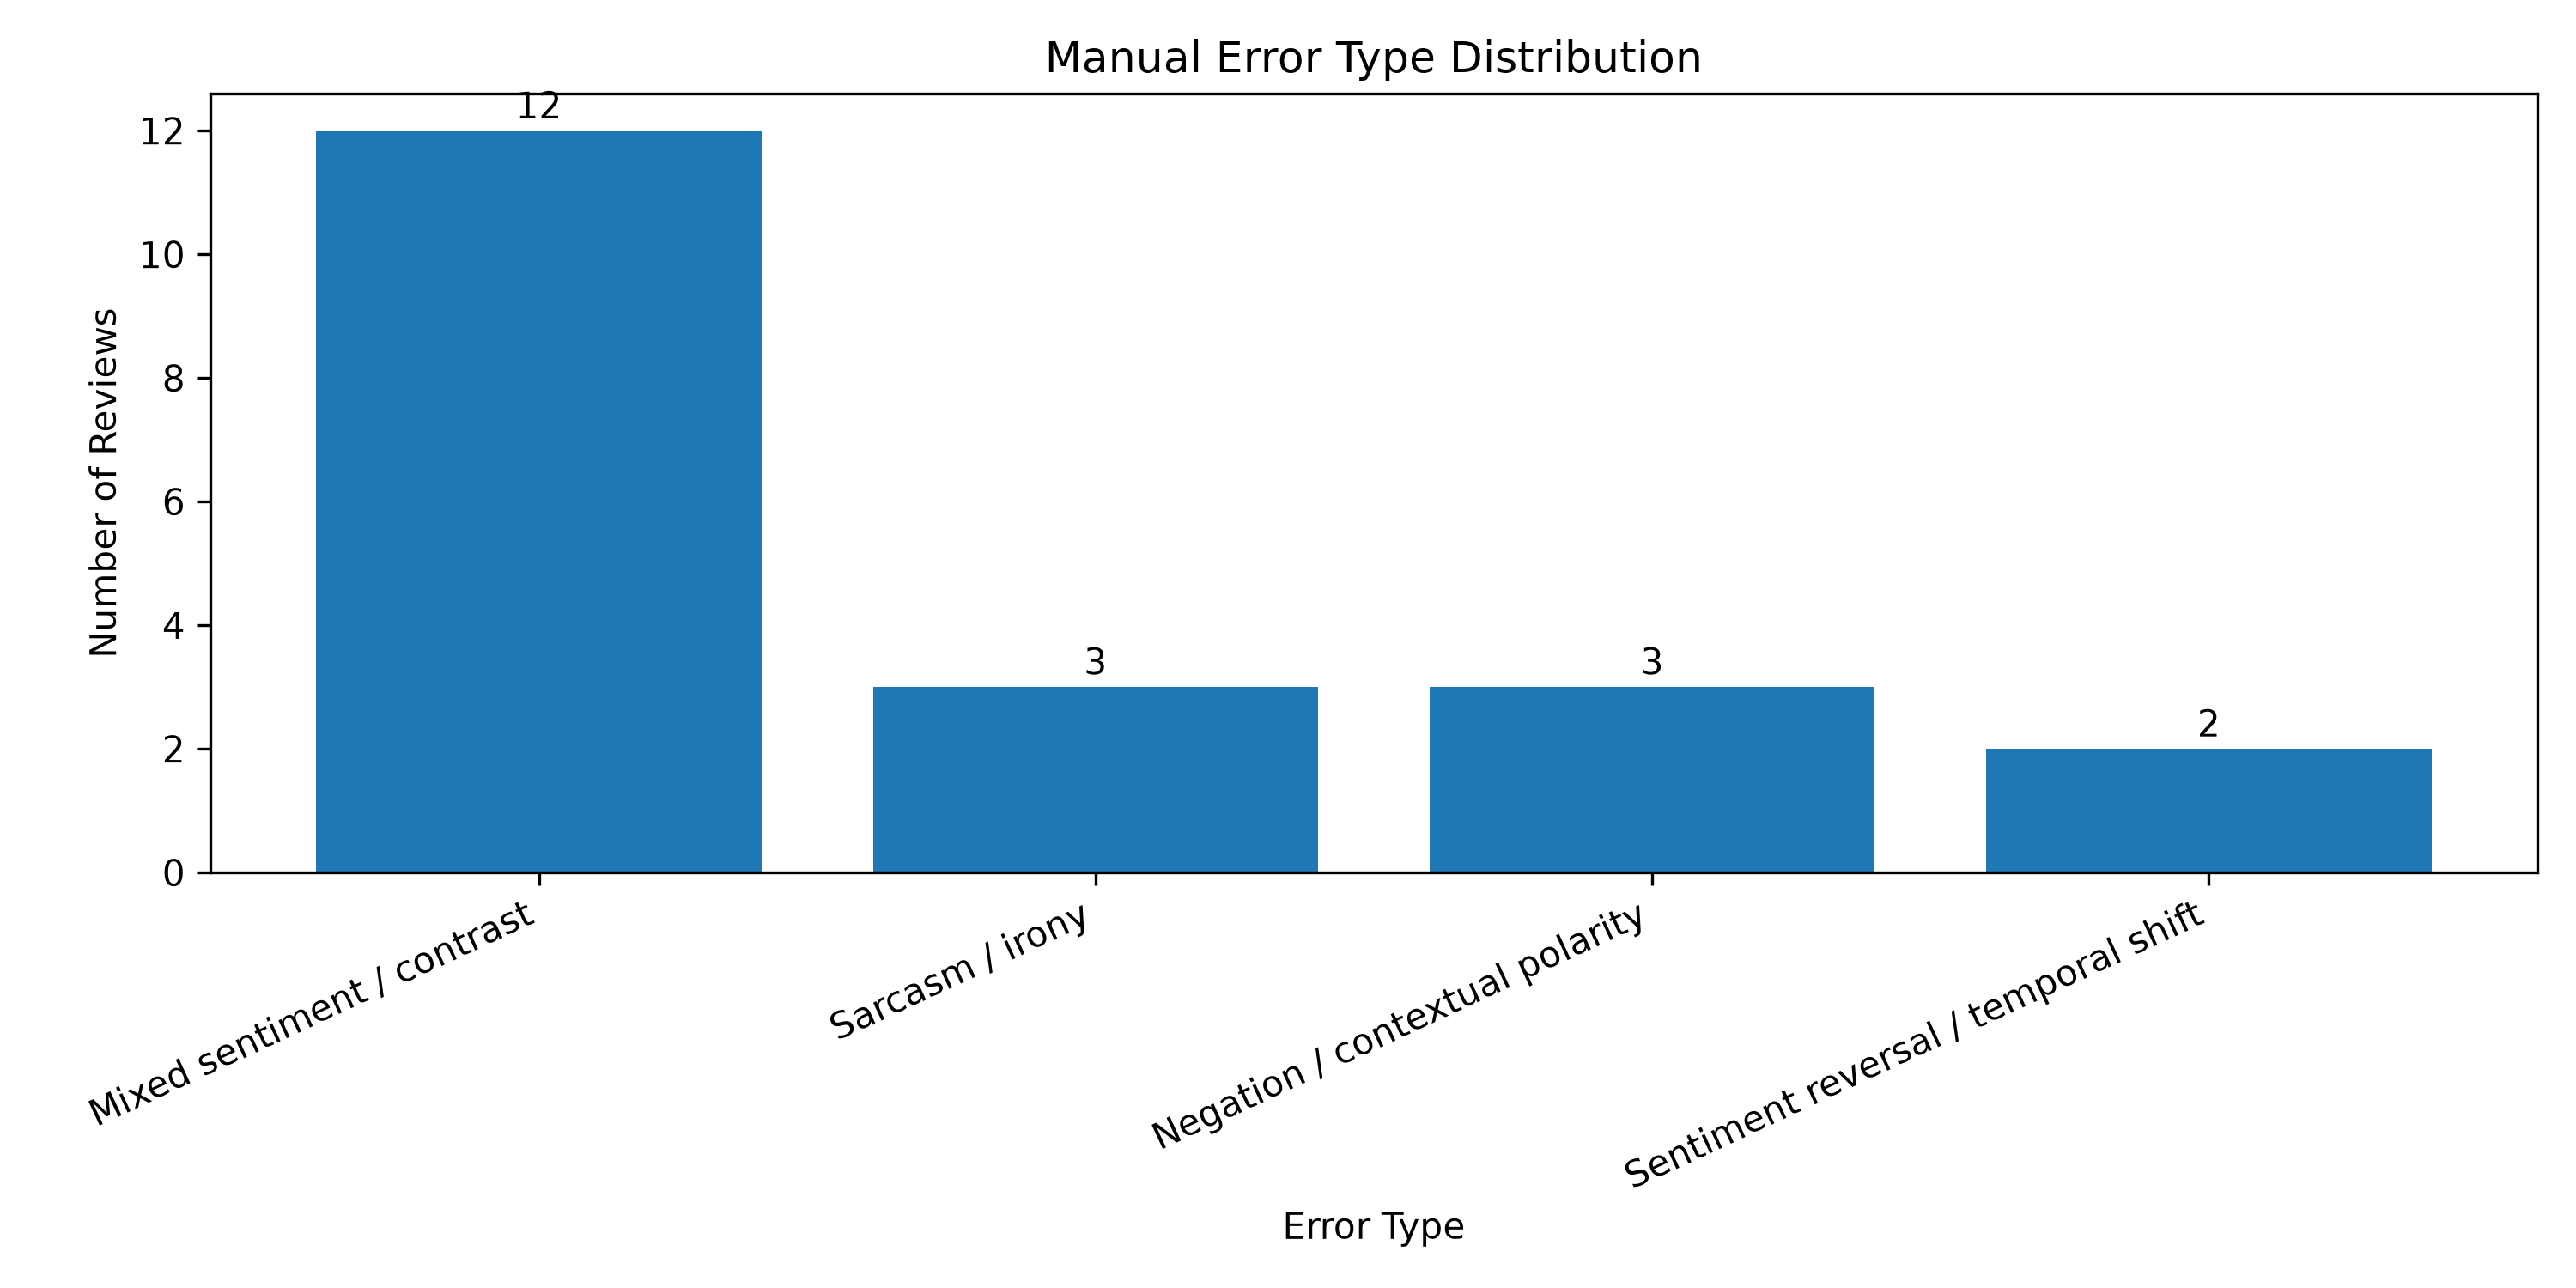 Manual Error Type Distribution
12
12
10
8
6
4
2
0
3
3
2
Number of Reviews
Mixed sentiment / contrast
Sarcasm / irony
Negation / contextual polarity
Sentiment reversal / temporal shift
Error Type